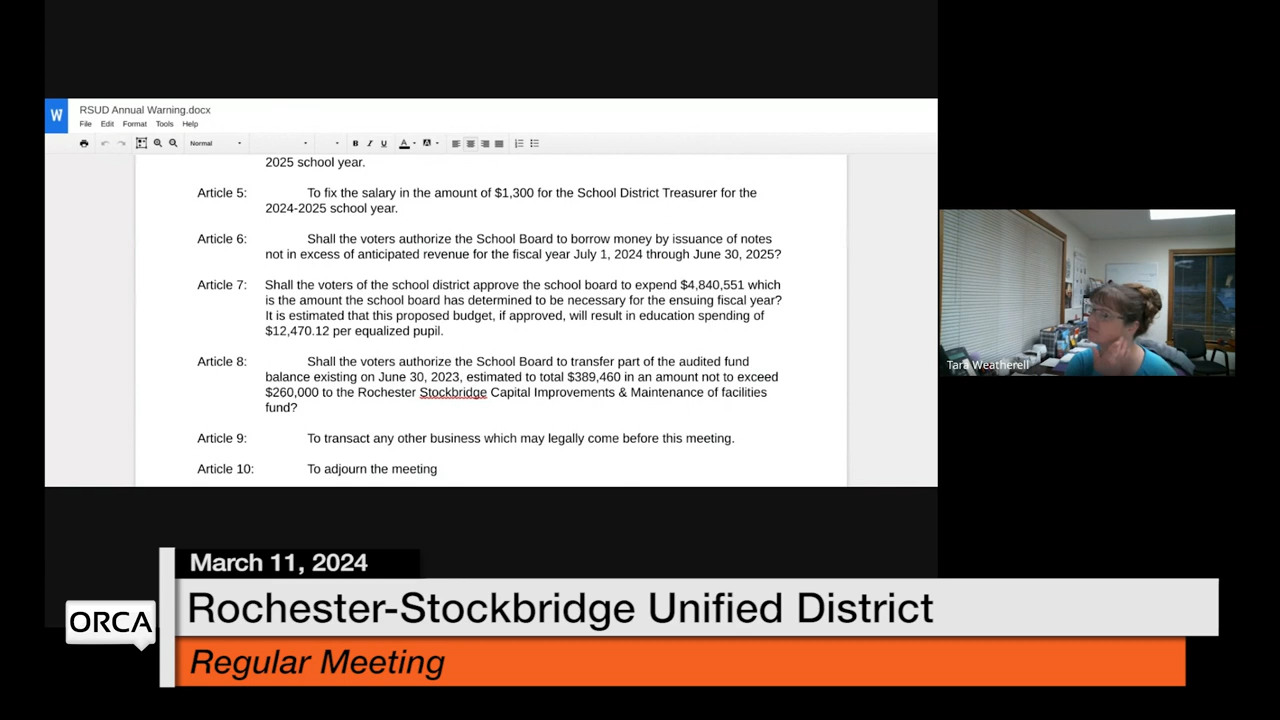 RSUD Annual Warning.docx
W
File Edit Format Tools Help
Normal B I U A A
2025 school year.
Article 5: To fix the salary in the amount of $1,300 for the School District Treasurer for the
2024-2025 school year.
Article 6: Shall the voters authorize the School Board to borrow money by issuance of notes
not in excess of anticipated revenue for the fiscal year July 1, 2024 through June 30, 2025?
Article 7: Shall the voters of the school district approve the school board to expend $4,840,551 which
is the amount the school board has determined to be necessary for the ensuing fiscal year?
It is estimated that this proposed budget, if approved, will result in education spending of
$12,470.12 per equalized pupil.
Article 8: Shall the voters authorize the School Board to transfer part of the audited fund
balance existing on June 30, 2023, estimated to total $389,460 in an amount not to exceed
$260,000 to the Rochester Stockbridge Capital Improvements & Maintenance of facilities
fund?
Article 9: To transact any other business which may legally come before this meeting.
Article 10: To adjourn the meeting
Tara Weatherell
March 11, 2024
ORCA
Rochester-Stockbridge Unified District
Regular Meeting